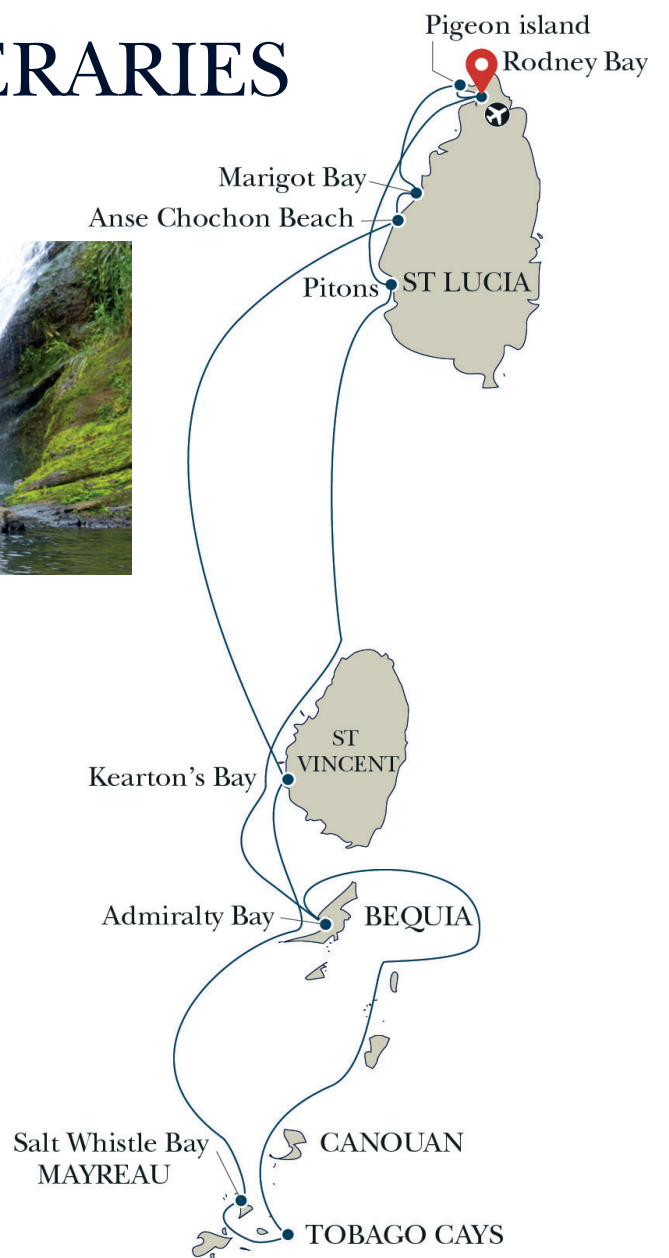 ERARIES
Pigeon island
Rodney Bay
Marigot Bay
Anse Chochon Beach
Pitons
ST LUCIA
ST
VINCENT
Kearton's Bay
Admiralty Bay
BEQUIA
Salt Whistle Bay
MAYREAU
CANOUAN
TOBAGO CAYS